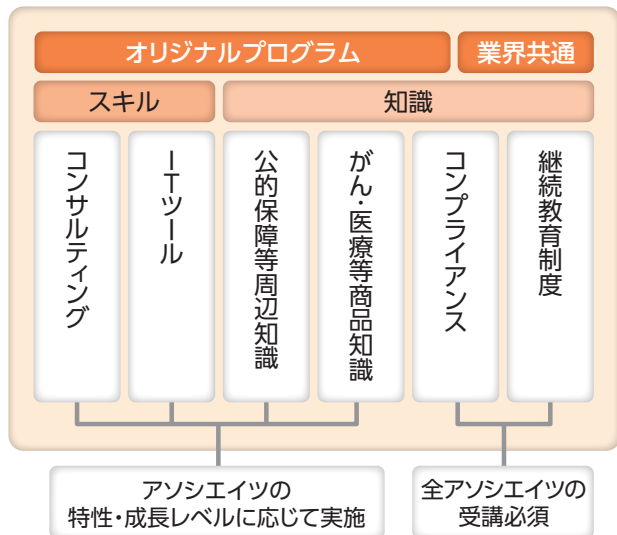 オリジナルプログラム
業界共通
スキル
知識
コンサルティング
ITツール
公的保障等周辺知識
がん・医療等商品知識
コンプライアンス
継続教育制度
アソシエイツの
特性・成長レベルに応じて実施
全アソシエイツの
受講必須